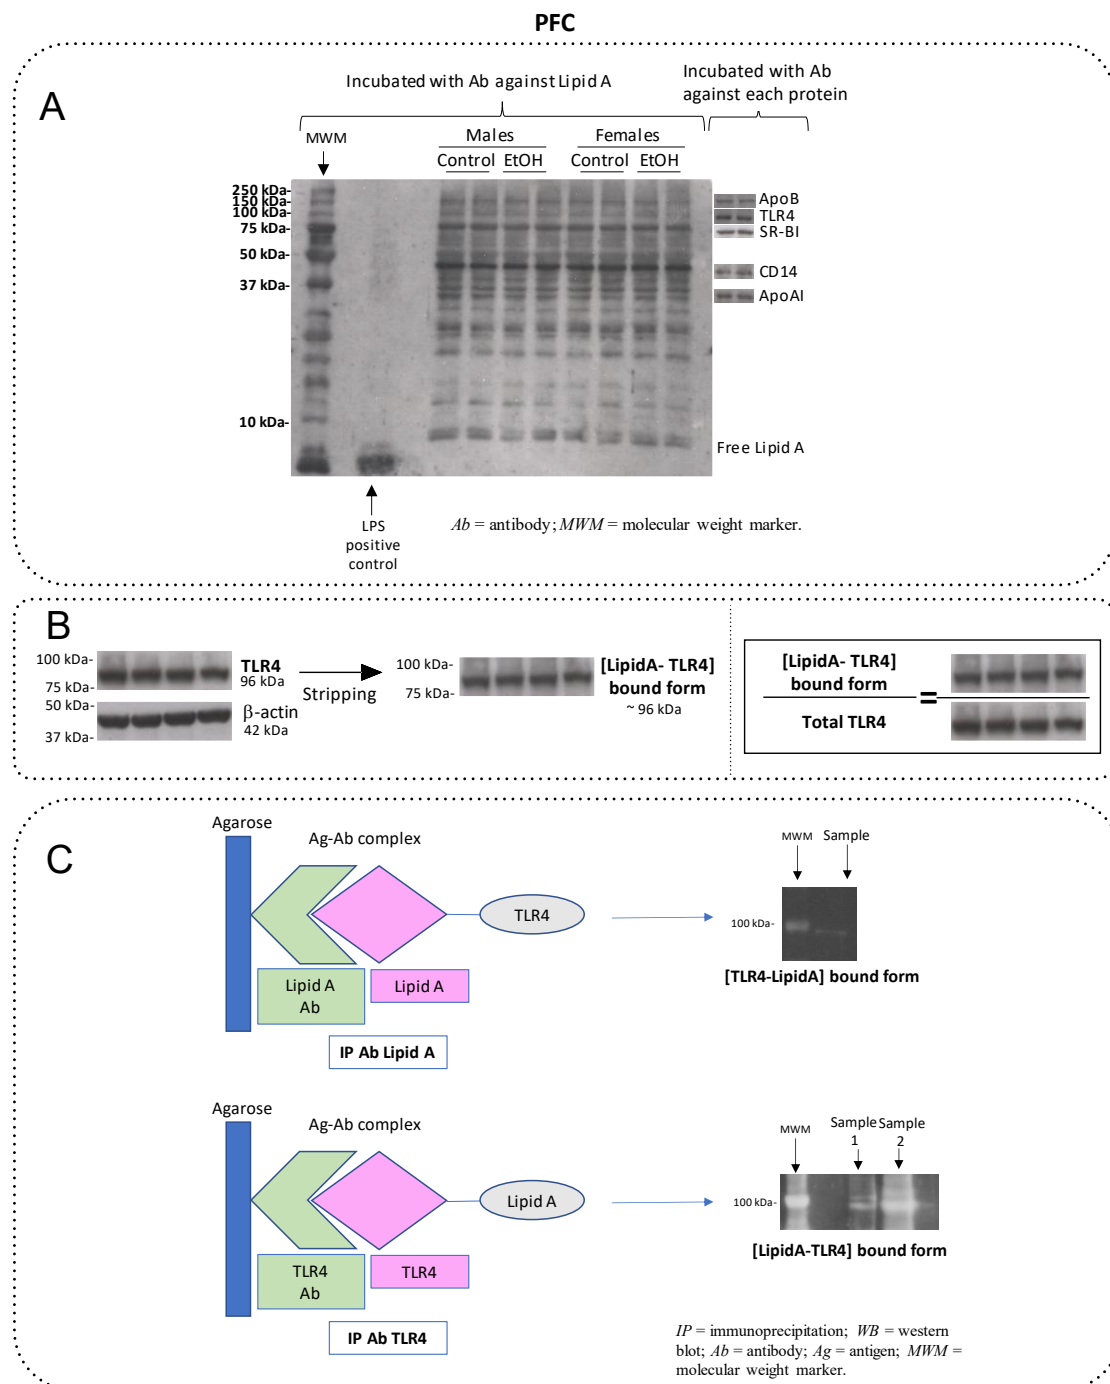 PFC
A
Incubated with Ab against Lipid A
Incubated with Ab
against each protein
MWM
Males
Females
Control EtOH
Control EtOH
250 kDa-
150 kDa-
100 kDa-
75 kDa-
50 kDa-
37 kDa-
10 kDa-
ApoB
TLR4
SR-BI
CD14
ApoAI
Free Lipid A
LPS
positive
control
Ab = antibody; MWM = molecular weight marker.
B
100 kDa-
75 kDa-
50 kDa-
37 kDa-
TLR4
96 kDa
β-actin
42 kDa
Stripping
100 kDa-
75 kDa-
[LipidA- TLR4]
bound form
~ 96 kDa
[LipidA- TLR4]
bound form
=
Total TLR4
C
Agarose
Ag-Ab complex
TLR4
Lipid A
Ab
Lipid A
IP Ab Lipid A
MWM Sample
100 kDa-
[TLR4-LipidA] bound form
Agarose
Ag-Ab complex
Lipid A
TLR4
Ab
TLR4
IP Ab TLR4
MWM
Sample
1
Sample
2
100 kDa-
[LipidA-TLR4] bound form
IP = immunoprecipitation; WB = western
blot; Ab = antibody; Ag = antigen; MWM =
molecular weight marker.